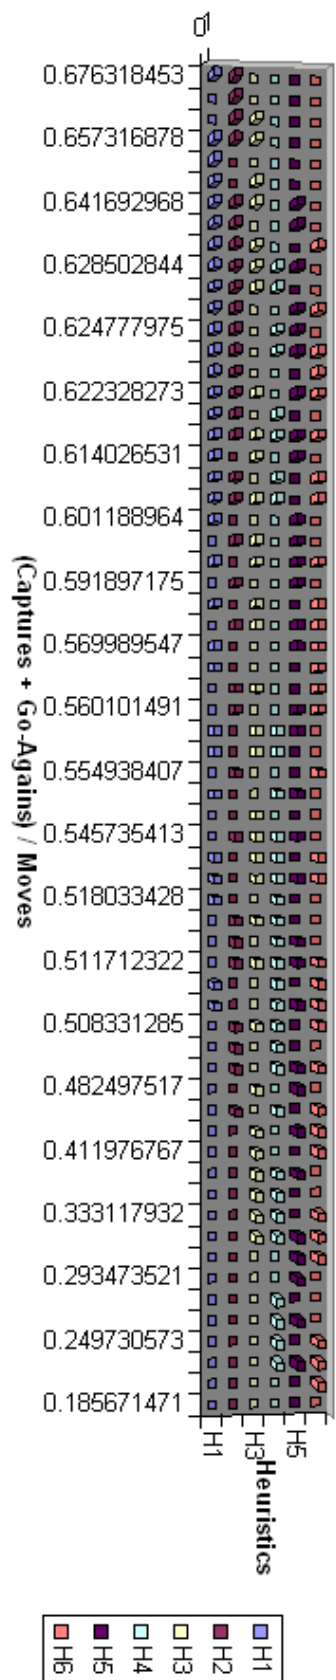 0
1
0.676318453
0.657316878
0.641692968
0.628502844
0.624777975
0.622328273
0.614026531
0.601188964
0.591897175
0.569989547
0.560101491
0.554938407
0.545735413
0.518033428
0.511712322
0.508331285
0.482497517
0.411976767
0.333117932
0.293473521
0.249730573
0.185671471
(Captures + Go-Agains) / Moves
H1
H3
H5
Heuristics
H1
H2
H3
H4
H5
H6